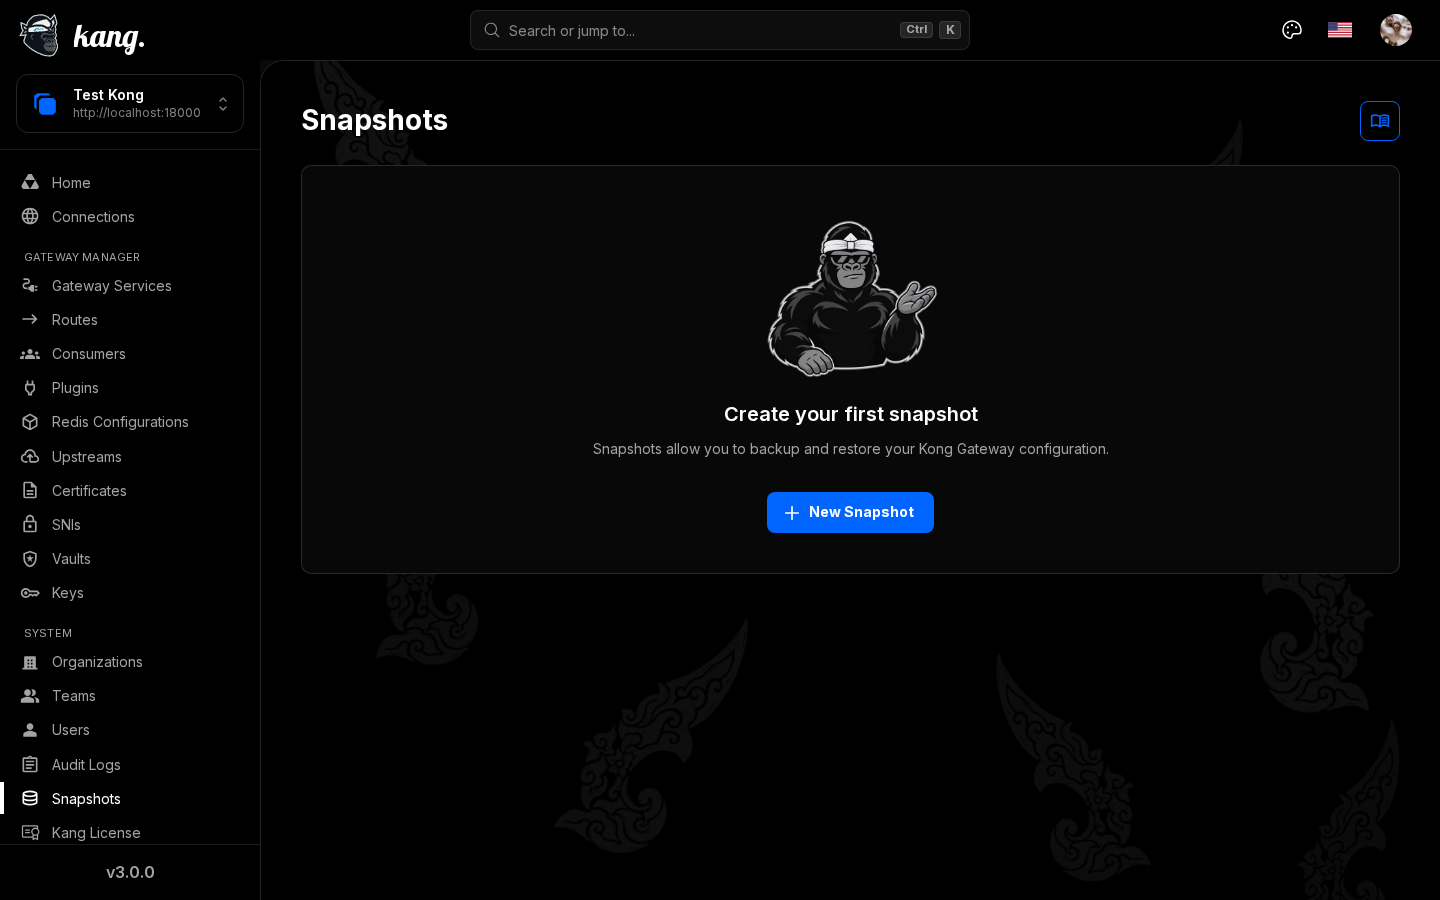 kang.
Search or jump to...
Ctrl
K
Test Kong
http://localhost:18000
Home
Connections
GATEWAY MANAGER
Gateway Services
Routes
Consumers
Plugins
Redis Configurations
Upstreams
Certificates
SNIs
Vaults
Keys
SYSTEM
Organizations
Teams
Users
Audit Logs
Snapshots
Kang License
v3.0.0
Snapshots
Create your first snapshot
Snapshots allow you to backup and restore your Kong Gateway configuration.
New Snapshot